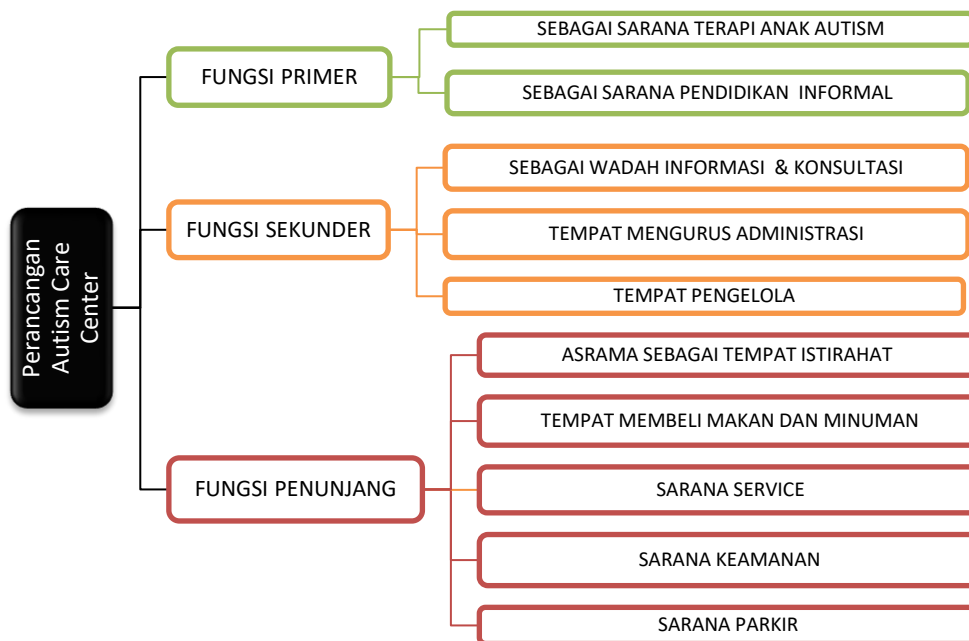 Perancangan
Autism Care
Center
FUNGSI PRIMER
SEBAGAI SARANA TERAPI ANAK AUTISM
SEBAGAI SARANA PENDIDIKAN INFORMAL
FUNGSI SEKUNDER
SEBAGAI WADAH INFORMASI & KONSULTASI
TEMPAT MENGURUS ADMINISTRASI
TEMPAT PENGELOLA
FUNGSI PENUNJANG
ASRAMA SEBAGAI TEMPAT ISTIRAHAT
TEMPAT MEMBELI MAKAN DAN MINUMAN
SARANA SERVICE
SARANA KEAMANAN
SARANA PARKIR